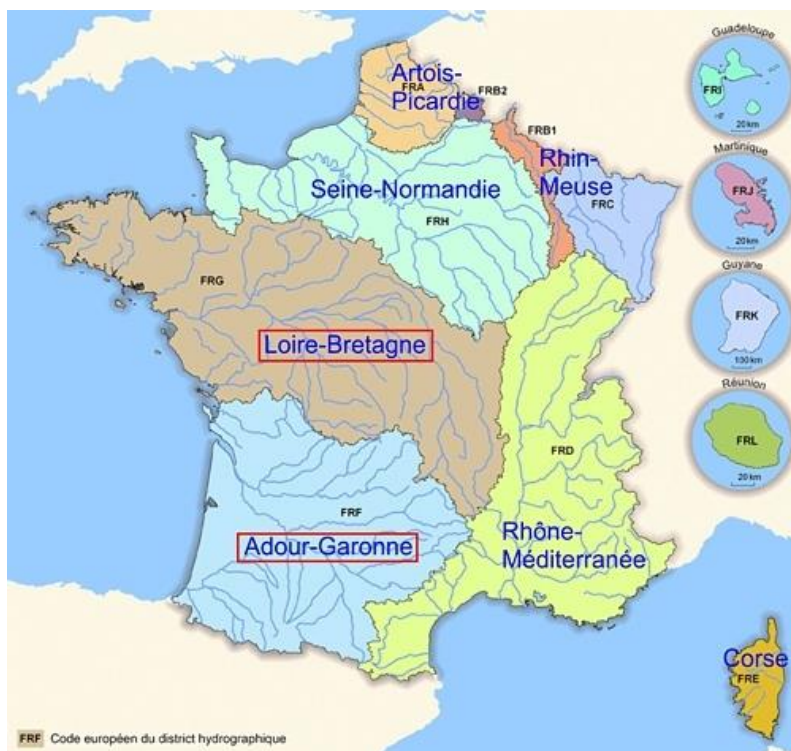 Artois-
Picardie
FRA
FRB2
FRB1
Rhin-
Meuse
FRC
Seine-Normandie
FRH
FRG
Loire-Bretagne
FRD
FRF
Adour-Garonne
Rhône-
Méditerranée
Corse
FRE
Guadeloupe
FRI
20 km
Martinique
FRJ
20 km
Guyane
FRK
100 km
Réunion
FRL
20 km
FRF Code européen du district hydrographique